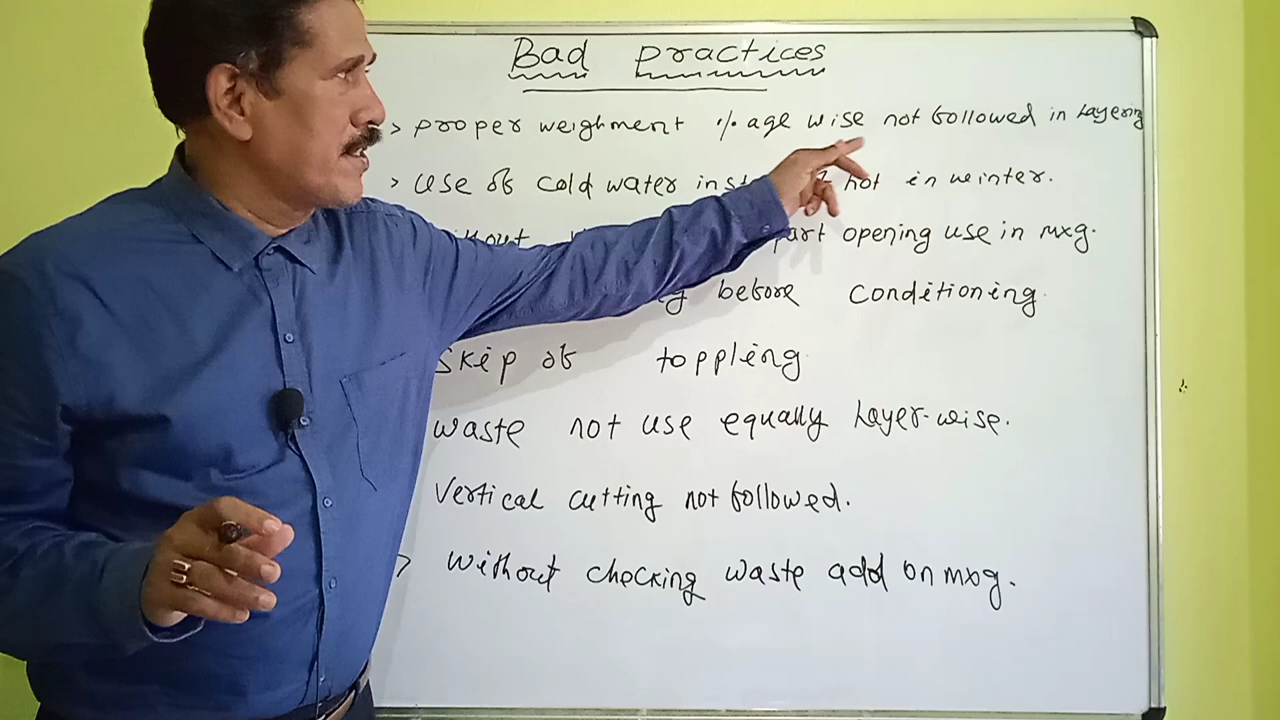 Bad practices
> proper weighment %age wise not followed in Layering
> use of cold water hot in winter.
part opening use in mxg.
before conditioning.
skip of toppling
waste not use equally Layer-wise.
Vertical cutting not followed.
> without checking waste add on mxg.